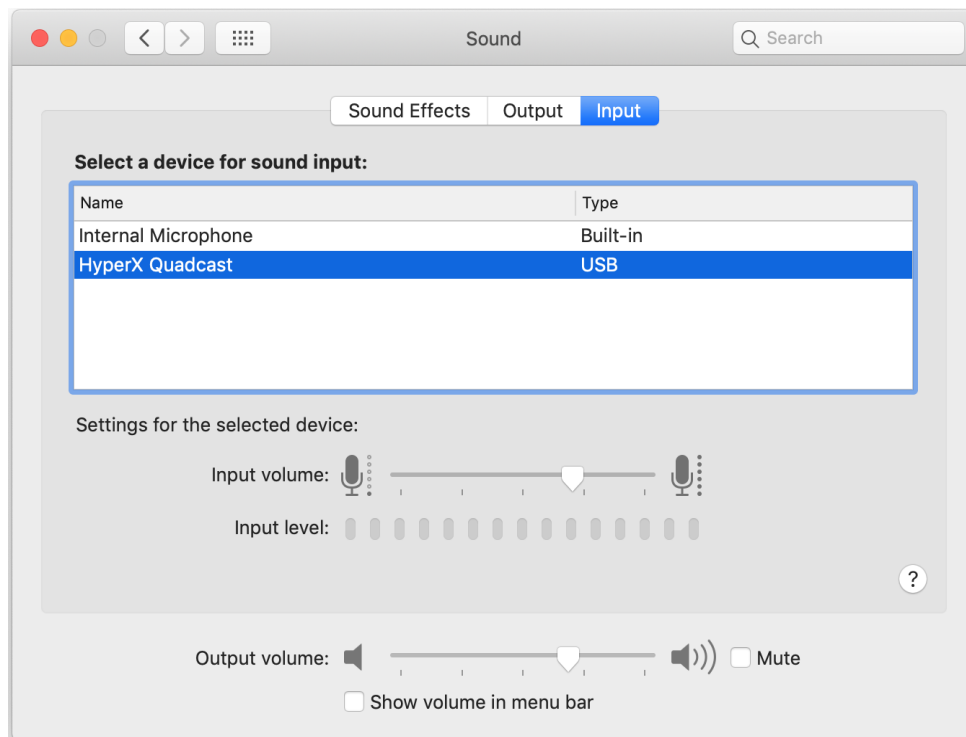 Sound
Search
Sound Effects Output Input
Select a device for sound input:
Name Type
Internal Microphone Built-in
HyperX Quadcast USB
Settings for the selected device:
Input volume:
Input level:
?
Output volume: Mute
Show volume in menu bar